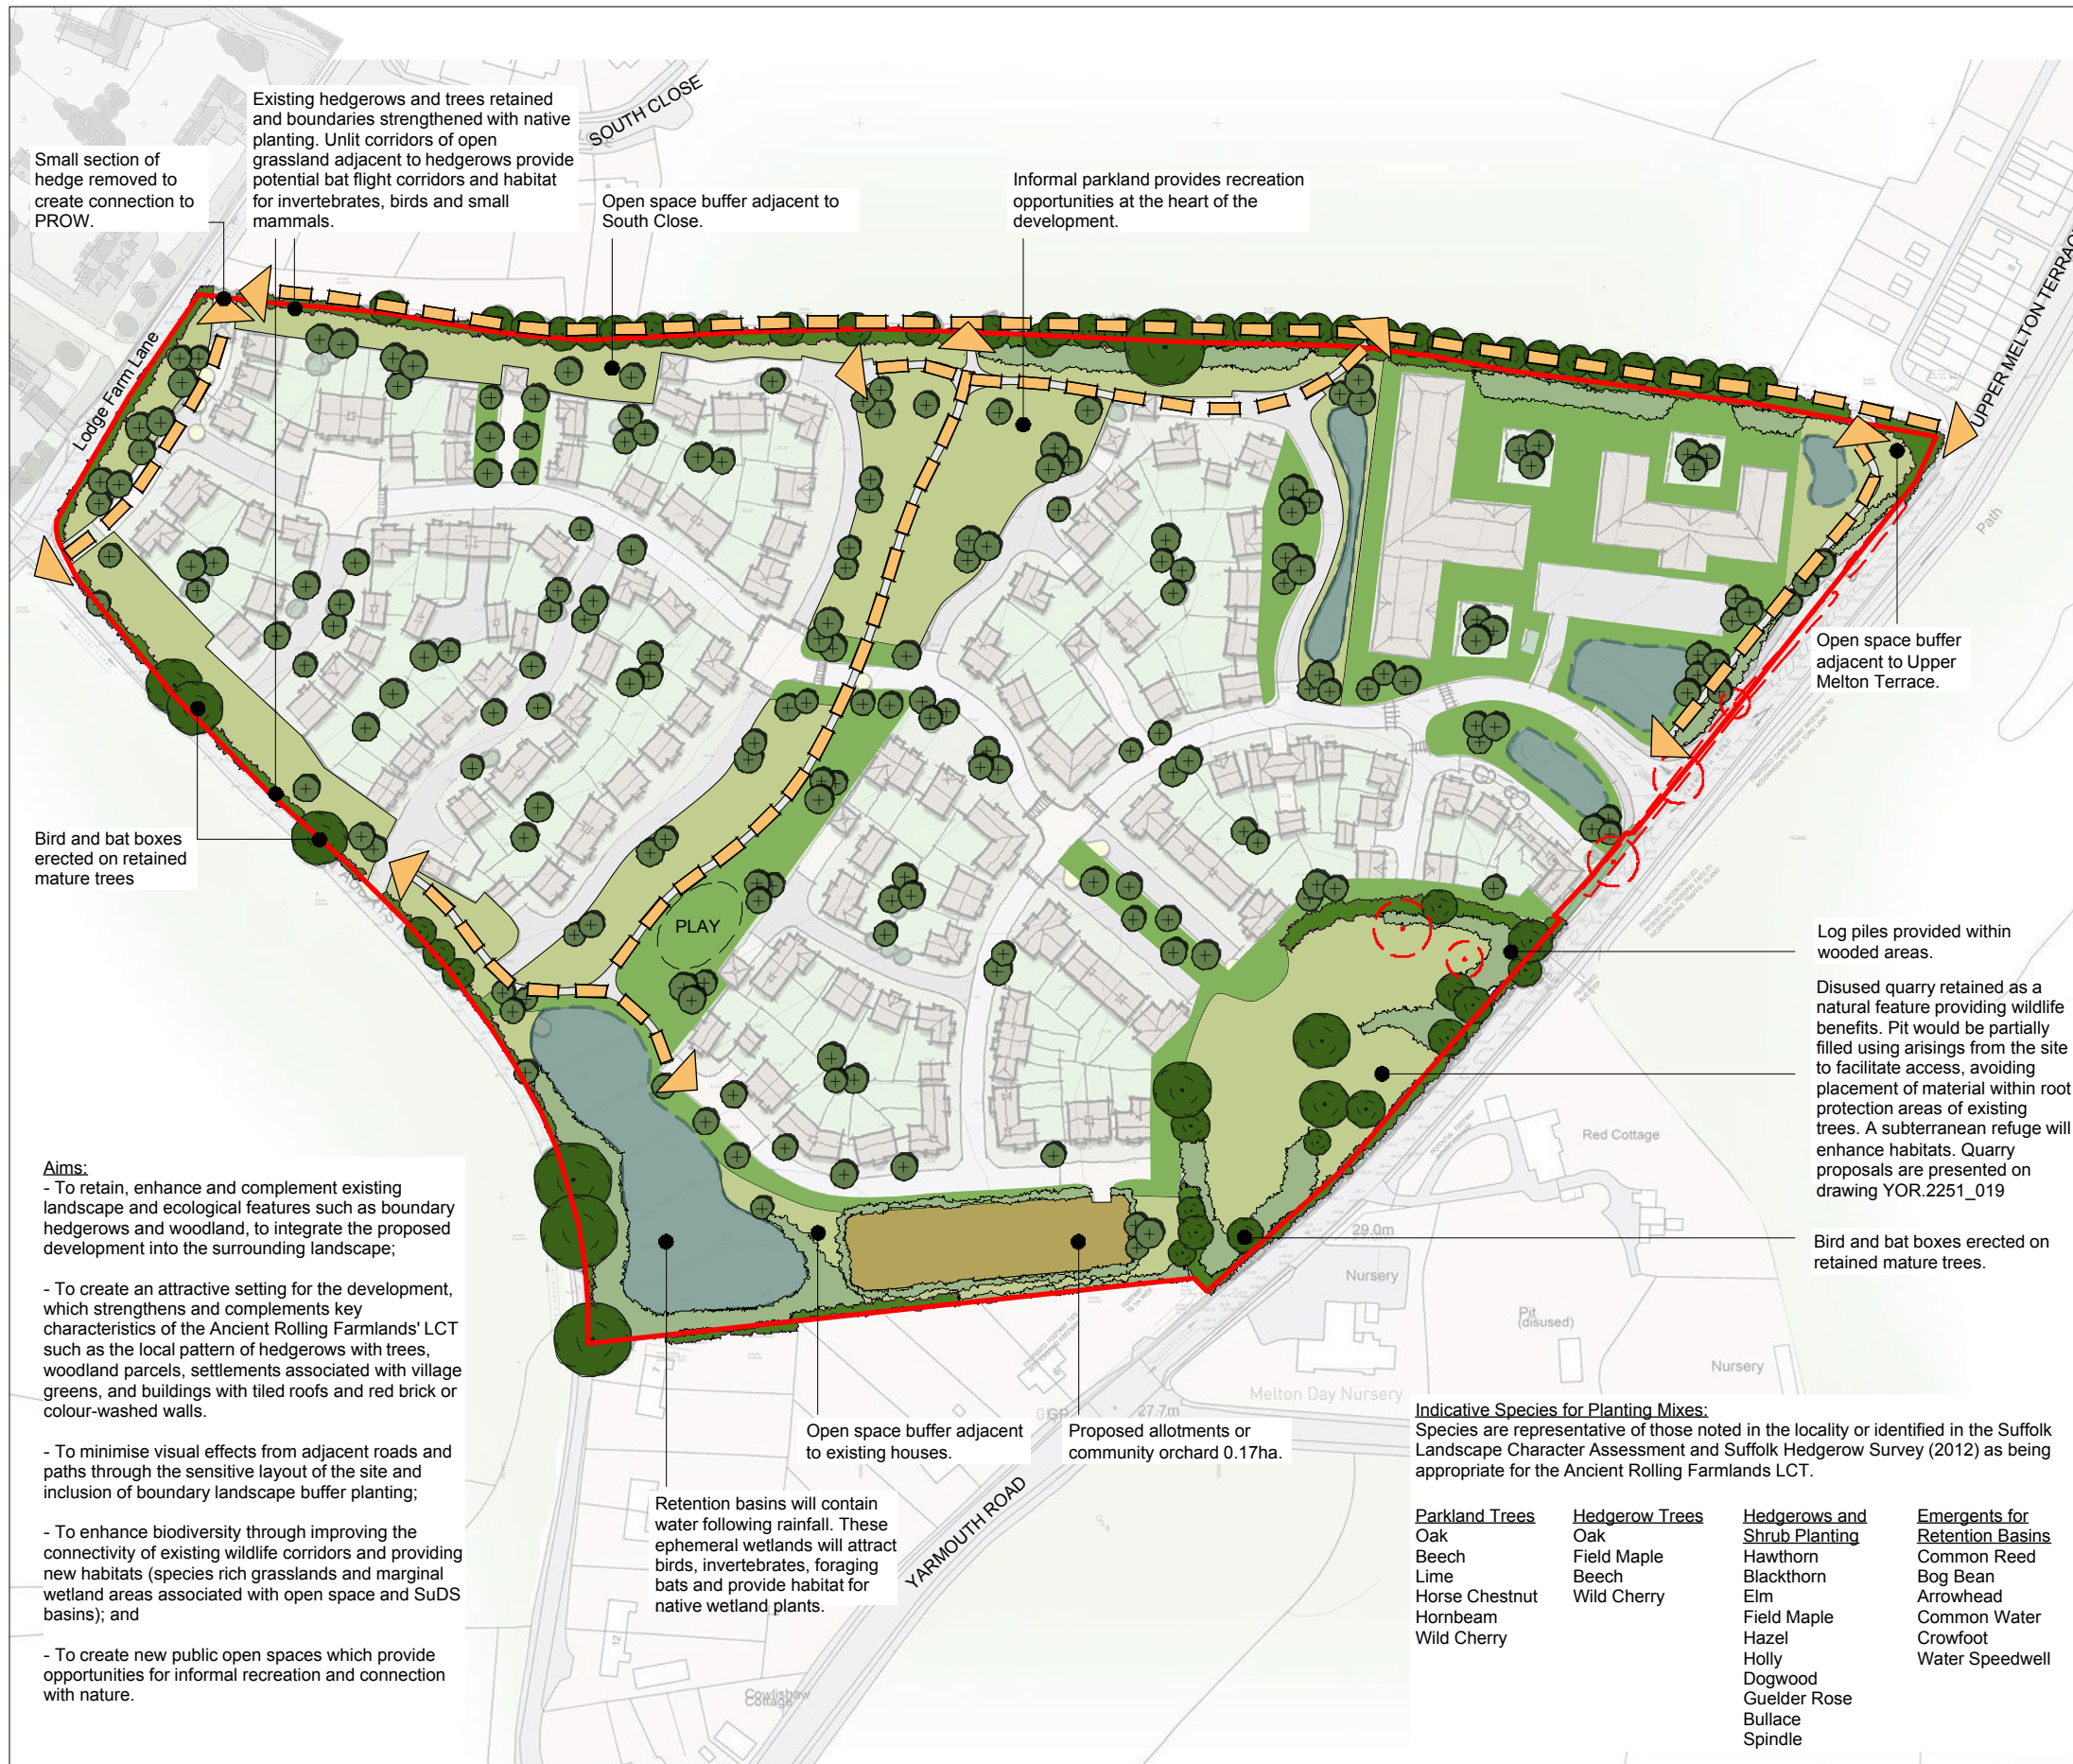 SOUTH CLOSE
Existing hedgerows and trees retained
and boundaries strengthened with native
planting. Unlit corridors of open
grassland adjacent to hedgerows provide
potential bat flight corridors and habitat
for invertebrates, birds and small
mammals.
Small section of
hedge removed to
create connection to
PROW.
Open space buffer adjacent to
South Close.
Informal parkland provides recreation
opportunities at the heart of the
development.
UPPER MELTON TERRAC
Lodge Farm Lane
Path
Open space buffer
adjacent to Upper
Melton Terrace.
Bird and bat boxes
erected on retained
mature trees
PLAY
Log piles provided within
wooded areas.
Disused quarry retained as a
natural feature providing wildlife
benefits. Pit would be partially
filled using arisings from the site
to facilitate access, avoiding
placement of material within root
protection areas of existing
trees. A subterranean refuge will
enhance habitats. Quarry
proposals are presented on
drawing YOR.2251_019
Red Cottage
Bird and bat boxes erected on
retained mature trees.
29.0m
Nursery
Pit
(disused)
Nursery
Melton Day Nursery
27.7m
Aims:
- To retain, enhance and complement existing
landscape and ecological features such as boundary
hedgerows and woodland, to integrate the proposed
development into the surrounding landscape;
- To create an attractive setting for the development,
which strengthens and complements key
characteristics of the Ancient Rolling Farmlands' LCT
such as the local pattern of hedgerows with trees,
woodland parcels, settlements associated with village
greens, and buildings with tiled roofs and red brick or
colour-washed walls.
- To minimise visual effects from adjacent roads and
paths through the sensitive layout of the site and
inclusion of boundary landscape buffer planting;
- To enhance biodiversity through improving the
connectivity of existing wildlife corridors and providing
new habitats (species rich grasslands and marginal
wetland areas associated with open space and SuDS
basins); and
- To create new public open spaces which provide
opportunities for informal recreation and connection
with nature.
Open space buffer adjacent
to existing houses.
Proposed allotments or
community orchard 0.17ha.
Retention basins will contain
water following rainfall. These
ephemeral wetlands will attract
birds, invertebrates, foraging
bats and provide habitat for
native wetland plants.
YARMOUTH ROAD
12
Cowlishaw
Cottage
Indicative Species for Planting Mixes:
Species are representative of those noted in the locality or identified in the Suffolk
Landscape Character Assessment and Suffolk Hedgerow Survey (2012) as being
appropriate for the Ancient Rolling Farmlands LCT.
Parkland Trees
Oak
Beech
Lime
Horse Chestnut
Hornbeam
Wild Cherry
Hedgerow Trees
Oak
Field Maple
Beech
Wild Cherry
Hedgerows and
Shrub Planting
Hawthorn
Blackthorn
Elm
Field Maple
Hazel
Holly
Dogwood
Guelder Rose
Bullace
Spindle
Emergents for
Retention Basins
Common Reed
Bog Bean
Arrowhead
Common Water
Crowfoot
Water Speedwell